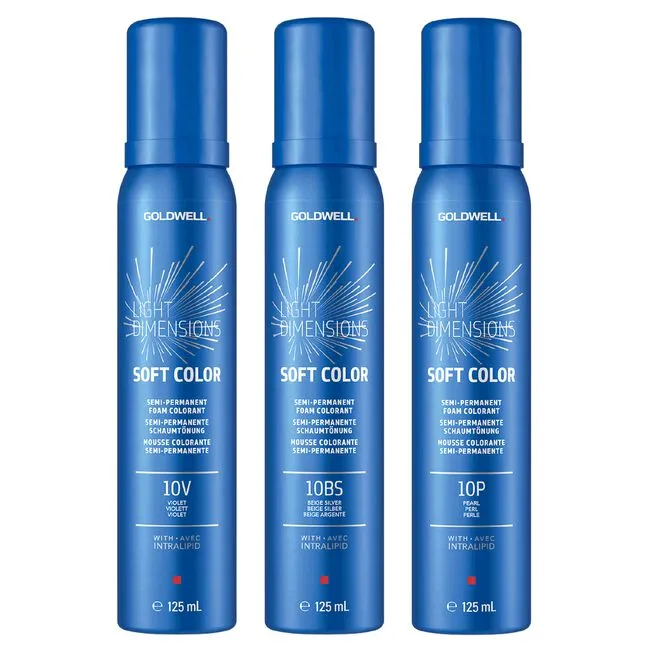 GOLDWELL.
LIGHT
DIMENSIONS
SOFT COLOR
SEMI-PERMANENT
FOAM COLORANT
SEMI-PERMANENTE
SCHAUMTÖNUNG
MOUSSE COLORANTE
SEMI-PERMANENTE
10V
VIOLET
VIOLETT
VIOLET
WITH • AVEC
INTRALIPID
℮ 125 mL
GOLDWELL.
LIGHT
DIMENSIONS
SOFT COLOR
SEMI-PERMANENT
FOAM COLORANT
SEMI-PERMANENTE
SCHAUMTÖNUNG
MOUSSE COLORANTE
SEMI-PERMANENTE
10BS
BEIGE SILVER
BEIGE SILBER
BEIGE ARGENTÉ
WITH • AVEC
INTRALIPID
℮ 125 mL
GOLDWELL.
LIGHT
DIMENSIONS
SOFT COLOR
SEMI-PERMANENT
FOAM COLORANT
SEMI-PERMANENTE
SCHAUMTÖNUNG
MOUSSE COLORANTE
SEMI-PERMANENTE
10P
PEARL
PERL
PERLE
WITH • AVEC
INTRALIPID
℮ 125 mL